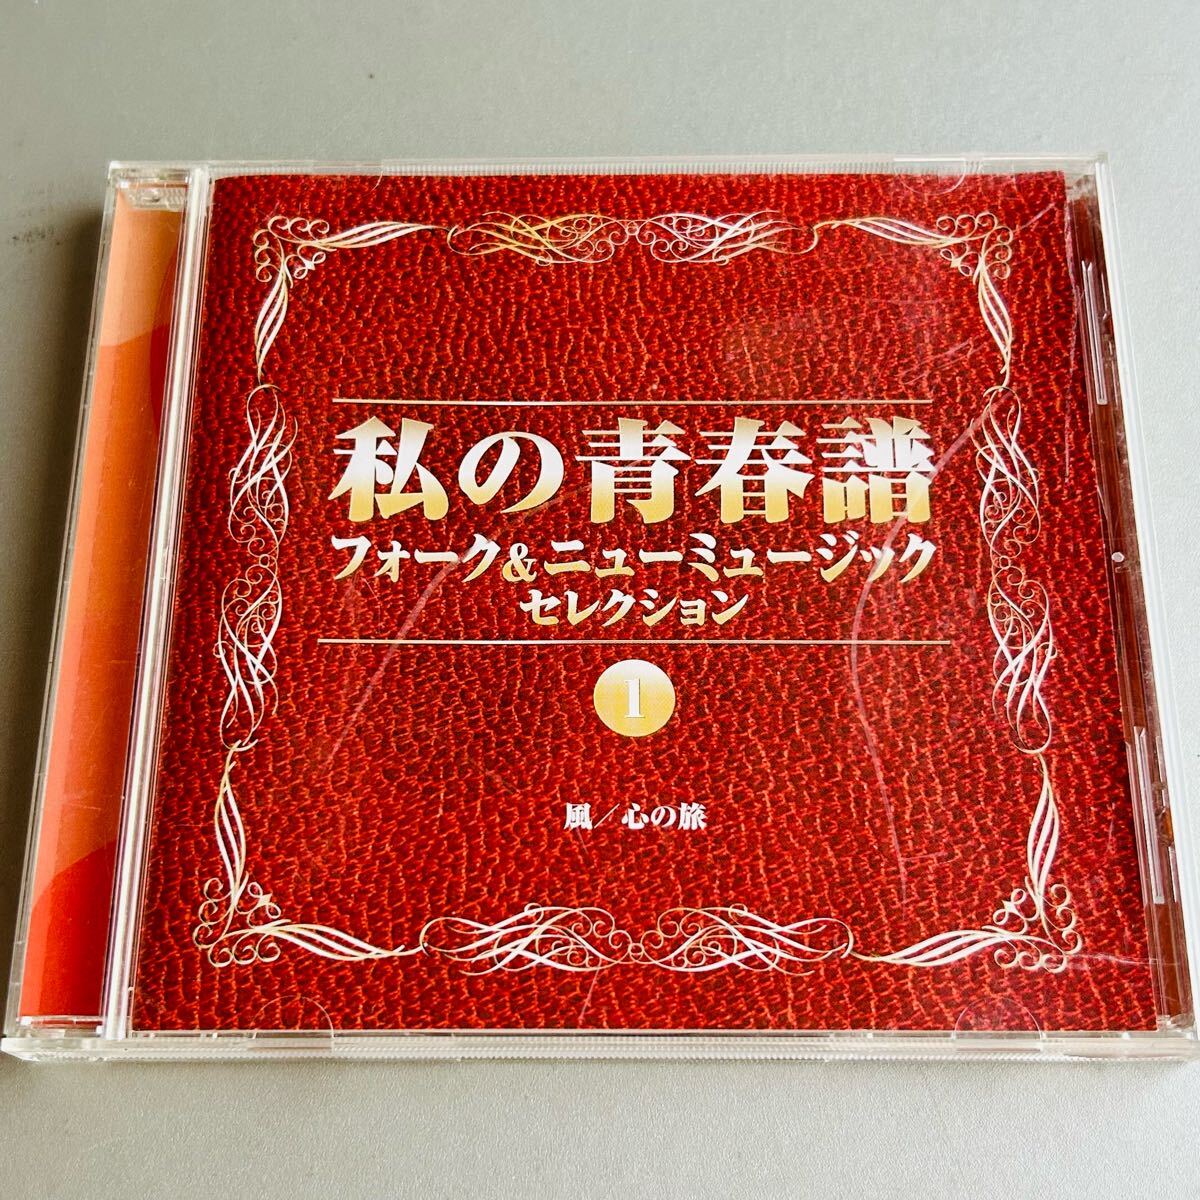 私の青春譜
フォーク&ニューミュージック
セレクション
1
風/心の旅